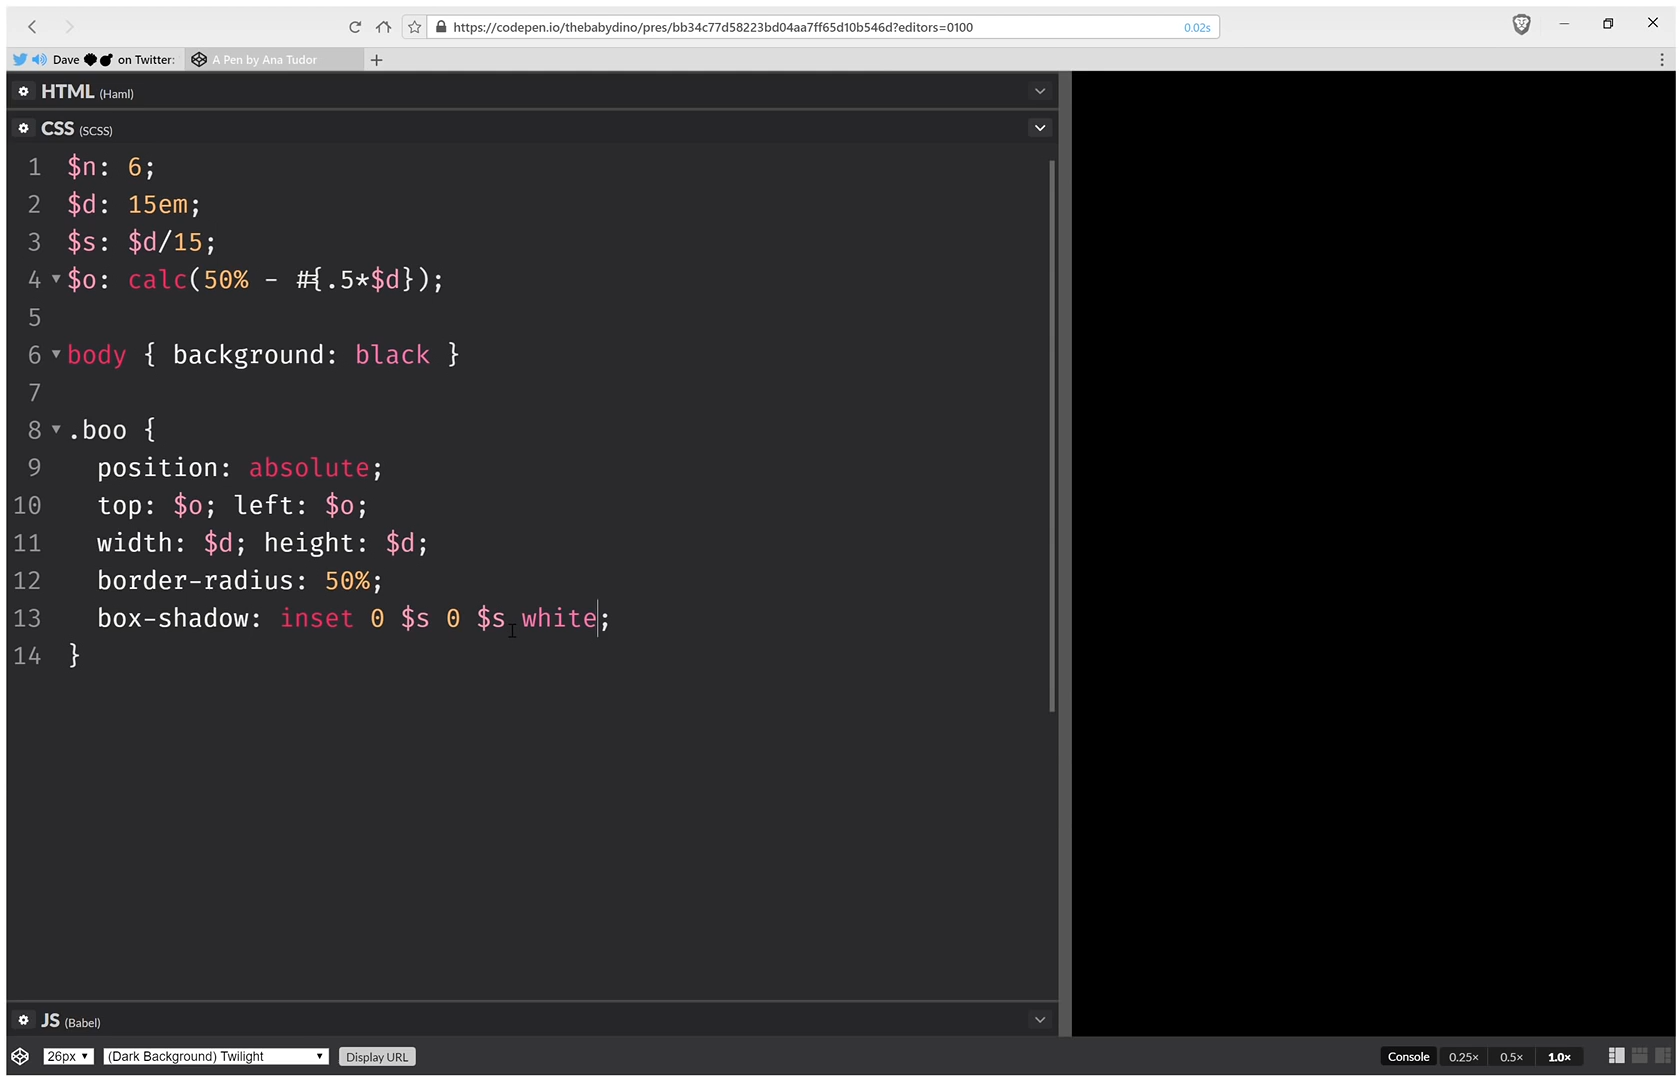 https://codepen.io/thebabydino/pres/bb34c77d58223bd04aa7ff65d10b546d?editors=0100
0.02s
Dave on Twitter:
A Pen by Ana Tudor
HTML (Haml)
CSS (SCSS)
1 $n: 6;
2 $d: 15em;
3 $s: $d/15;
4 $o: calc(50% - #{.5*$d});
5
6 body { background: black }
7
8 .boo {
9 position: absolute;
10 top: $o; left: $o;
11 width: $d; height: $d;
12 border-radius: 50%;
13 box-shadow: inset 0 $s 0 $s white;
14 }
JS (Babel)
26px (Dark Background) Twilight Display URL Console 0.25× 0.5× 1.0×